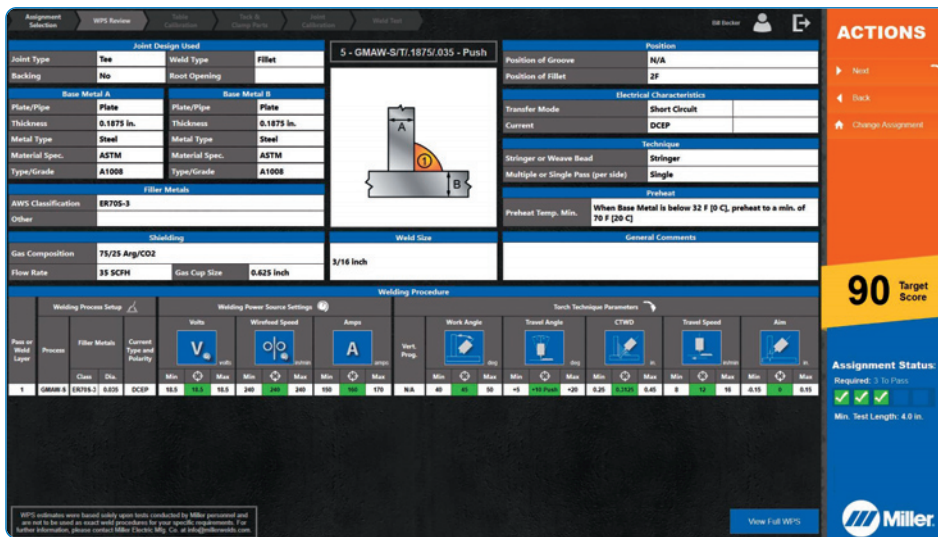 Assignment Selection
WPS Review
Table Calibration
Tack & Clamp Parts
Joint Calibration
Weld Test
Bill Becker
ACTIONS
Next
Back
Change Assignment
Joint Design Used
Joint Type Tee Weld Type Fillet
Backing No Root Opening
Base Metal A Base Metal B
Plate/Pipe Plate Plate/Pipe Plate
Thickness 0.1875 in. Thickness 0.1875 in.
Metal Type Steel Metal Type Steel
Material Spec. ASTM Material Spec. ASTM
Type/Grade A1008 Type/Grade A1008
Filler Metals
AWS Classification ER70S-3
Other
Shielding
Gas Composition 75/25 Arg/CO2
Flow Rate 35 SCFH Gas Cup Size 0.625 inch
5 - GMAW-S/T/.1875/.035 - Push
A
1
B
Weld Size
3/16 inch
Position
Position of Groove N/A
Position of Fillet 2F
Electrical Characteristics
Transfer Mode Short Circuit
Current DCEP
Technique
Stringer or Weave Bead Stringer
Multiple or Single Pass (per side) Single
Preheat
Preheat Temp. Min. When Base Metal is below 32 F [0 C], preheat to a min. of
70 F [20 C]
General Comments
Welding Procedure
Welding Process Setup Welding Power Source Settings Torch Technique Parameters
Volts Wirefeed Speed Amps Work Angle Travel Angle CTWD Travel Speed Aim
Pass or Weld Layer Process Filler Metals Current Type and Polarity Vert. Prog.
V A
volts in/min amps deg deg in. in/min in.
Class Dia. Min Max Min Max Min Max Min Max Min Max Min Max Min Max Min Max
1 GMAW-S ER70S-3 0.035 DCEP 18.5 18.5 18.5 240 240 240 150 160 170 N/A 40 45 50 +5 +10 Push +20 0.25 0.3125 0.45 8 12 16 -0.15 0 0.15
90 Target Score
Assignment Status:
Required: 3 To Pass
Min. Test Length: 4.0 in.
WPS estimates were based solely upon tests conducted by Miller personnel and
are not to be used as exact weld procedures for your specific requirements. For
further information, please contact Miller Electric Mfg. Co. at info@millerwelds.com.
View Full WPS
Miller